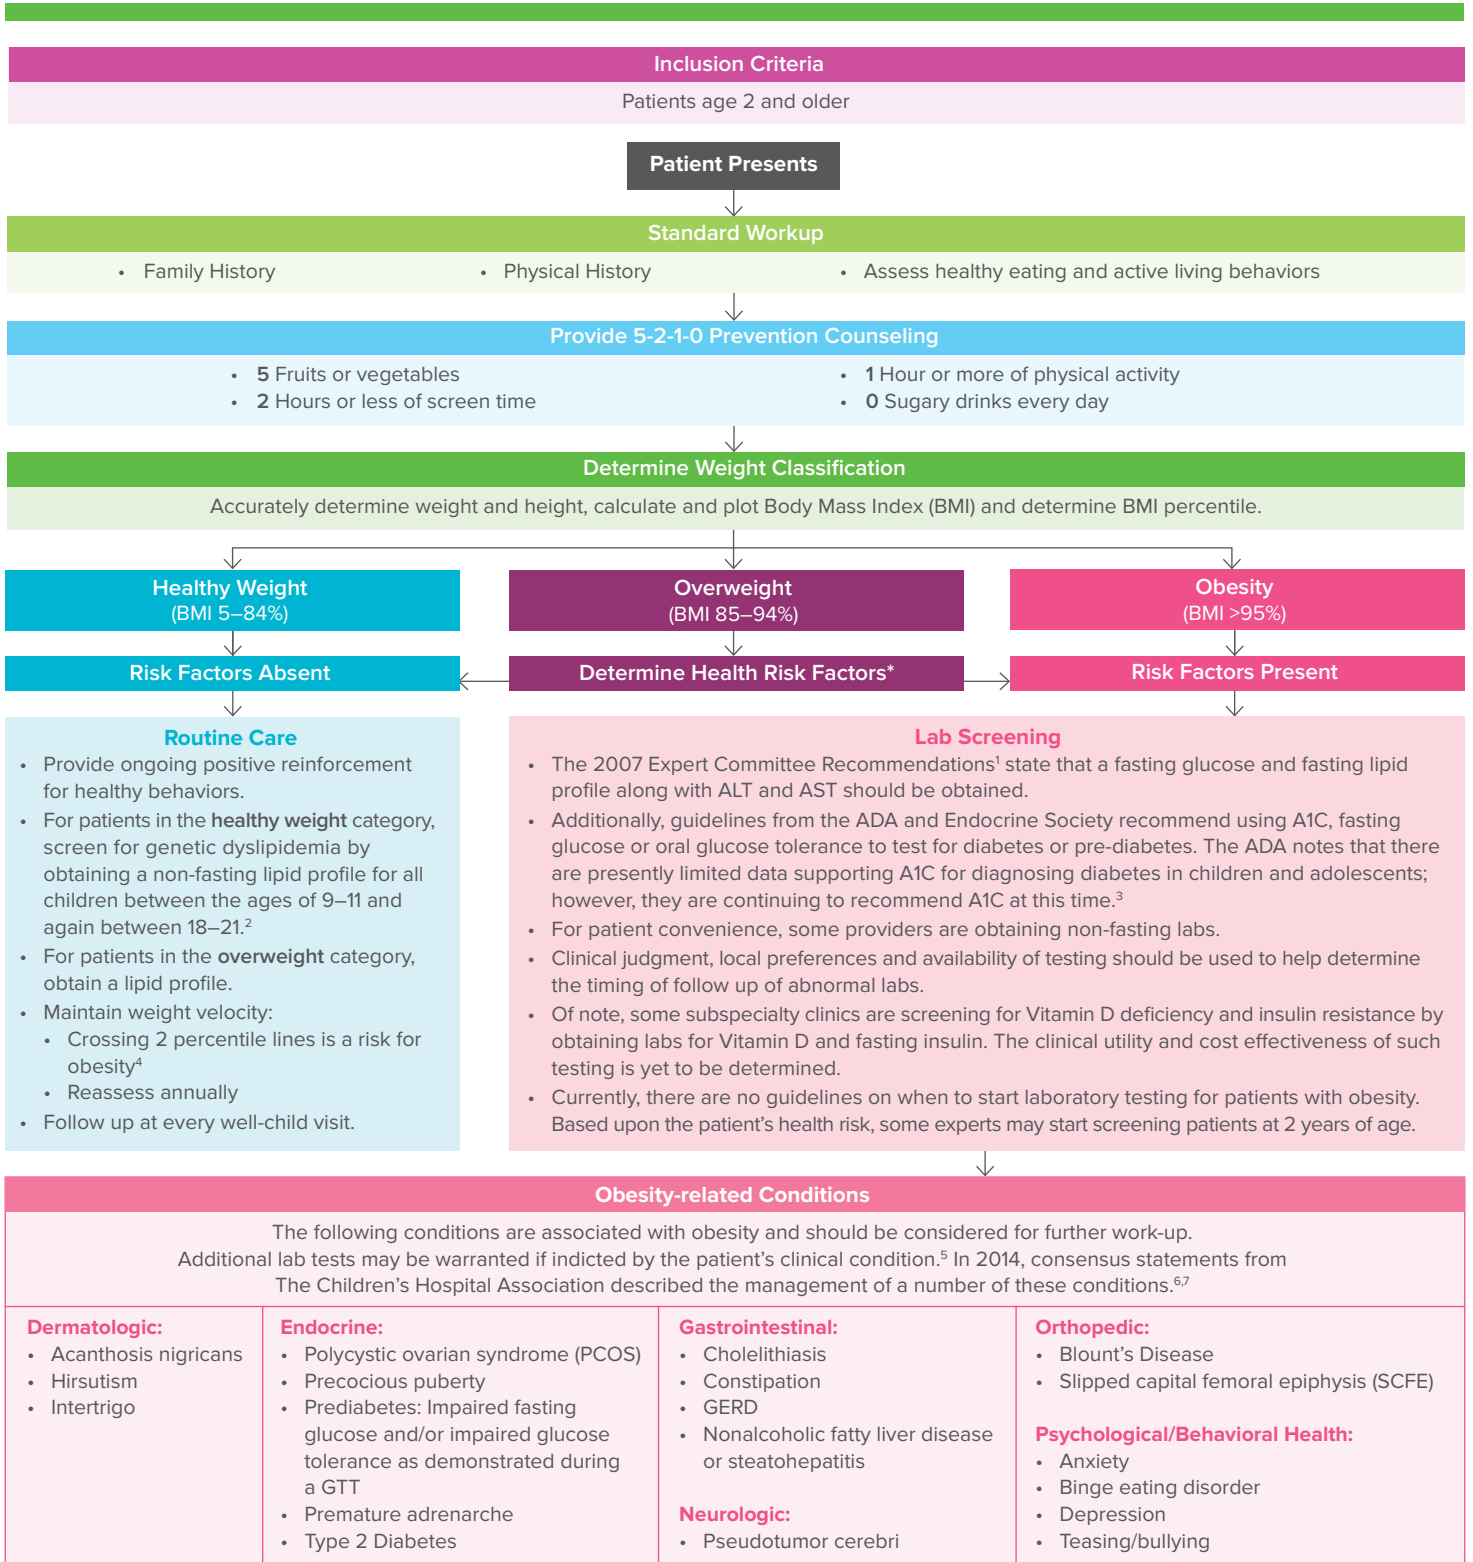 Inclusion Criteria
Patients age 2 and older
Patient Presents
Standard Workup
• Family History
• Physical History
• Assess healthy eating and active living behaviors
Provide 5-2-1-0 Prevention Counseling
• 5 Fruits or vegetables
• 2 Hours or less of screen time
• 1 Hour or more of physical activity
• 0 Sugary drinks every day
Determine Weight Classification
Accurately determine weight and height, calculate and plot Body Mass Index (BMI) and determine BMI percentile.
Healthy Weight
(BMI 5–84%)
Overweight
(BMI 85–94%)
Obesity
(BMI >95%)
Risk Factors Absent
Determine Health Risk Factors*
Risk Factors Present
Routine Care
• Provide ongoing positive reinforcement
for healthy behaviors.
• For patients in the healthy weight category,
screen for genetic dyslipidemia by
obtaining a non-fasting lipid profile for all
children between the ages of 9–11 and
again between 18–21.²
• For patients in the overweight category,
obtain a lipid profile.
• Maintain weight velocity:
• Crossing 2 percentile lines is a risk for
obesity⁴
• Reassess annually
• Follow up at every well-child visit.
Lab Screening
• The 2007 Expert Committee Recommendations¹ state that a fasting glucose and fasting lipid
profile along with ALT and AST should be obtained.
• Additionally, guidelines from the ADA and Endocrine Society recommend using A1C, fasting
glucose or oral glucose tolerance to test for diabetes or pre-diabetes. The ADA notes that there
are presently limited data supporting A1C for diagnosing diabetes in children and adolescents;
however, they are continuing to recommend A1C at this time.³
• For patient convenience, some providers are obtaining non-fasting labs.
• Clinical judgment, local preferences and availability of testing should be used to help determine
the timing of follow up of abnormal labs.
• Of note, some subspecialty clinics are screening for Vitamin D deficiency and insulin resistance by
obtaining labs for Vitamin D and fasting insulin. The clinical utility and cost effectiveness of such
testing is yet to be determined.
• Currently, there are no guidelines on when to start laboratory testing for patients with obesity.
Based upon the patient’s health risk, some experts may start screening patients at 2 years of age.
Obesity-related Conditions
The following conditions are associated with obesity and should be considered for further work-up.
Additional lab tests may be warranted if indicted by the patient’s clinical condition.⁵ In 2014, consensus statements from
The Children’s Hospital Association described the management of a number of these conditions.⁶,⁷
Dermatologic:
• Acanthosis nigricans
• Hirsutism
• Intertrigo
Endocrine:
• Polycystic ovarian syndrome (PCOS)
• Precocious puberty
• Prediabetes: Impaired fasting
glucose and/or impaired glucose
tolerance as demonstrated during
a GTT
• Premature adrenarche
• Type 2 Diabetes
Gastrointestinal:
• Cholelithiasis
• Constipation
• GERD
• Nonalcoholic fatty liver disease
or steatohepatitis
Neurologic:
• Pseudotumor cerebri
Orthopedic:
• Blount’s Disease
• Slipped capital femoral epiphysis (SCFE)
Psychological/Behavioral Health:
• Anxiety
• Binge eating disorder
• Depression
• Teasing/bullying